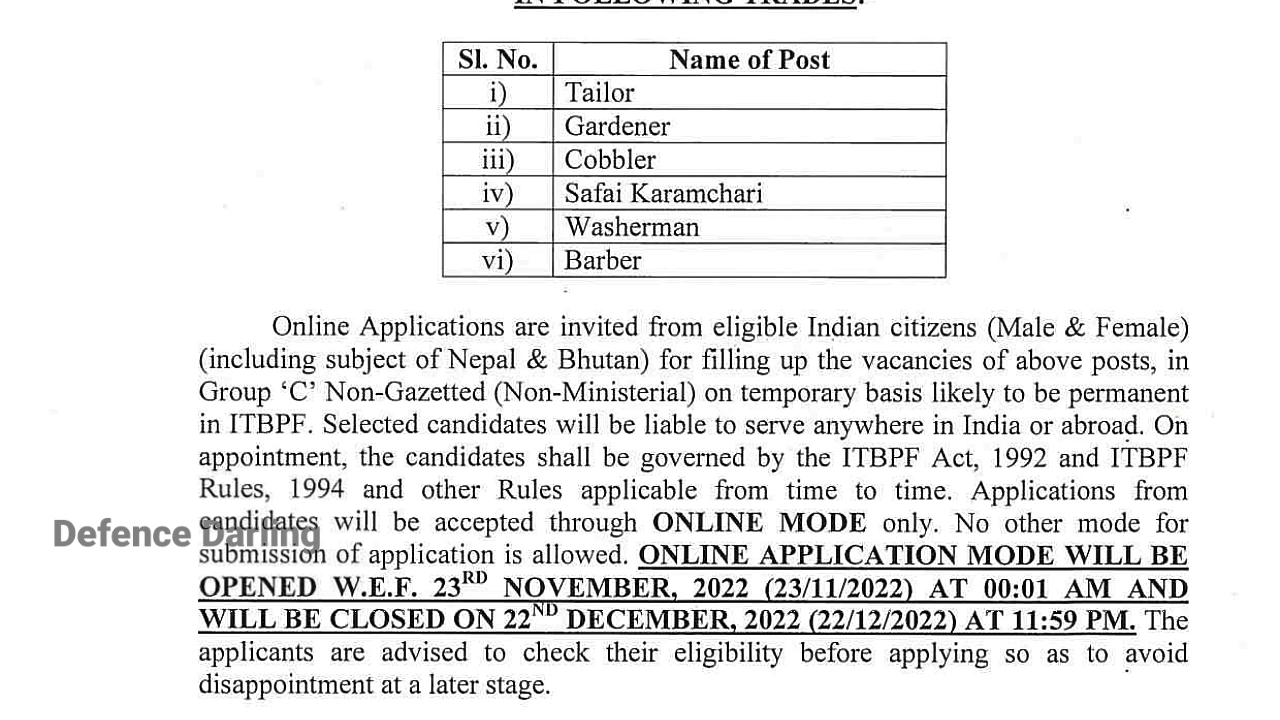 IN FOLLOWING TRADES:
Sl. No. Name of Post
i) Tailor
ii) Gardener
iii) Cobbler
iv) Safai Karamchari
v) Washerman
vi) Barber
Online Applications are invited from eligible Indian citizens (Male & Female)
(including subject of Nepal & Bhutan) for filling up the vacancies of above posts, in
Group ‘C’ Non-Gazetted (Non-Ministerial) on temporary basis likely to be permanent
in ITBPF. Selected candidates will be liable to serve anywhere in India or abroad. On
appointment, the candidates shall be governed by the ITBPF Act, 1992 and ITBPF
Rules, 1994 and other Rules applicable from time to time. Applications from
candidates will be accepted through ONLINE MODE only. No other mode for
Defence Darling
submission of application is allowed. ONLINE APPLICATION MODE WILL BE
OPENED W.E.F. 23RD NOVEMBER, 2022 (23/11/2022) AT 00:01 AM AND
WILL BE CLOSED ON 22ND DECEMBER, 2022 (22/12/2022) AT 11:59 PM. The
applicants are advised to check their eligibility before applying so as to avoid
disappointment at a later stage.